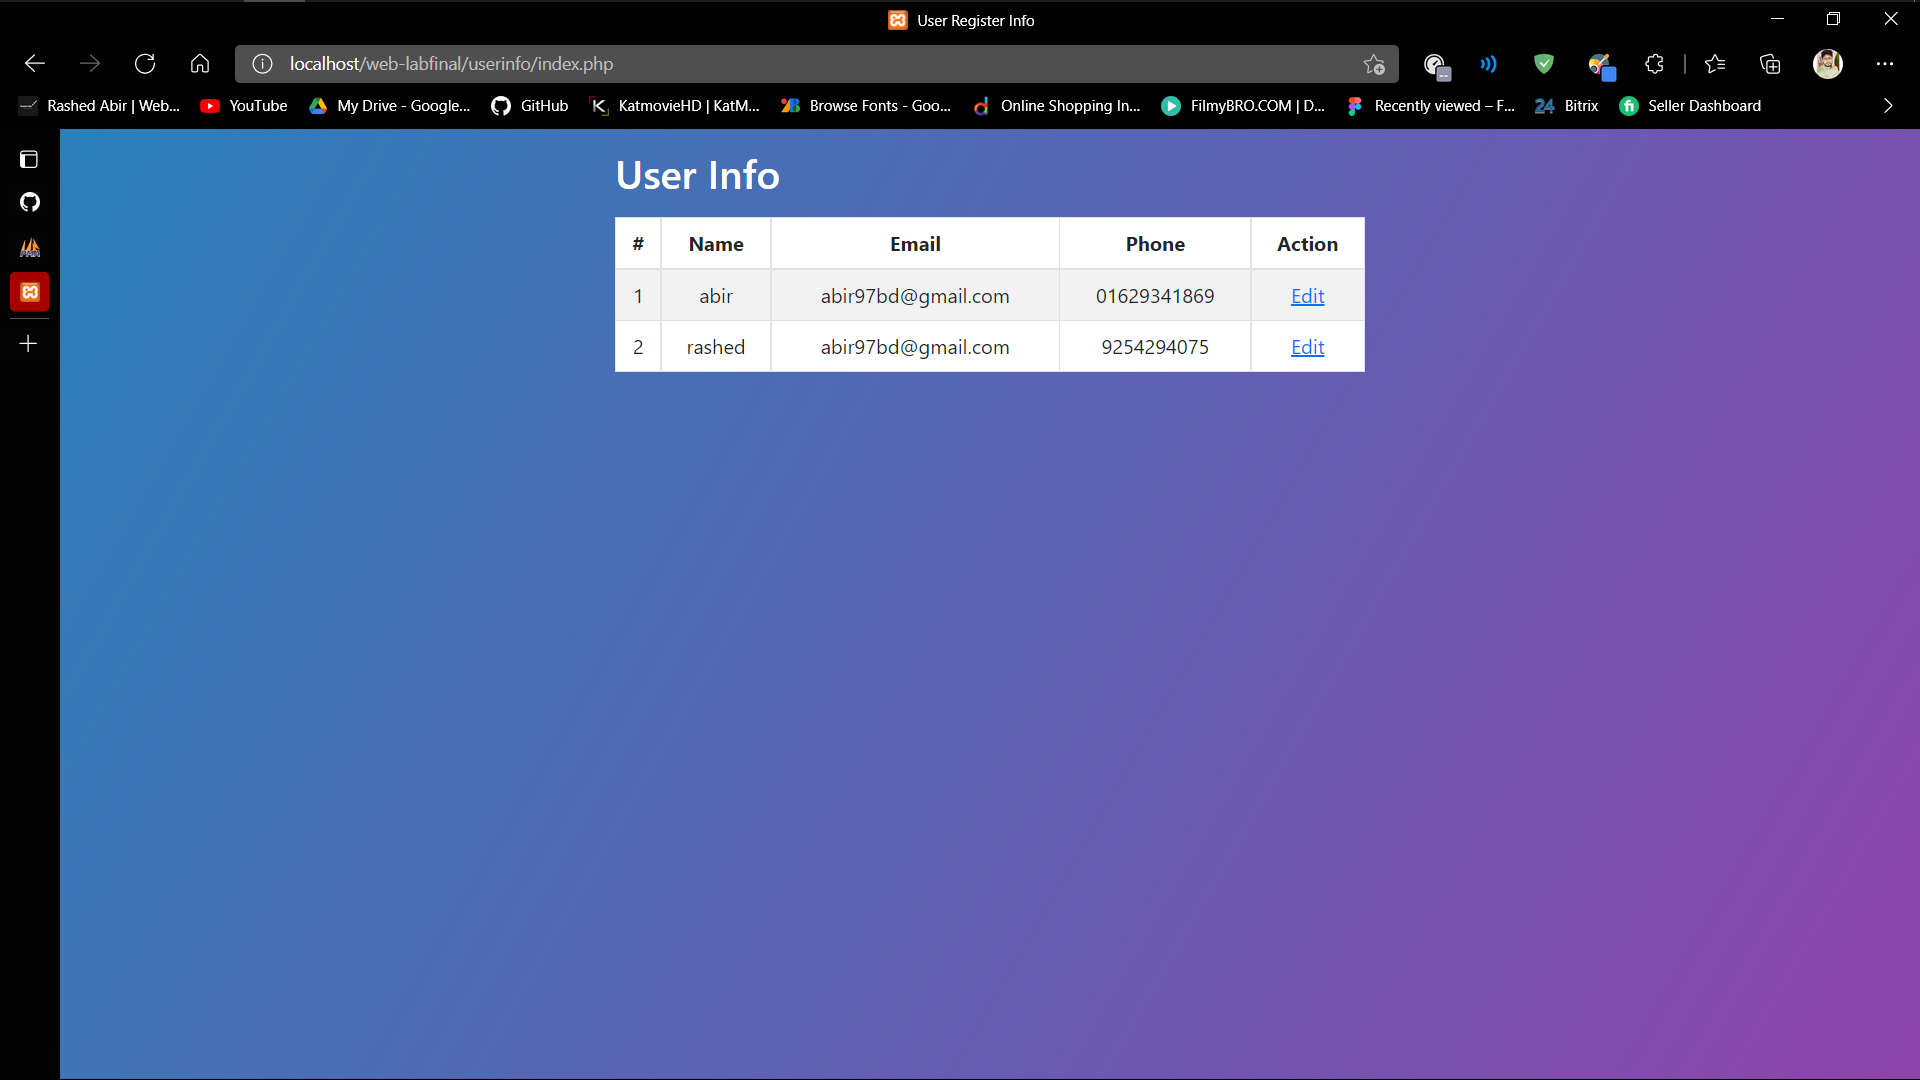 User Register Info
localhost/web-labfinal/userinfo/index.php
Rashed Abir | Web... YouTube My Drive - Google... GitHub KatmovieHD | KatM... Browse Fonts - Goo... Online Shopping In... FilmyBRO.COM | D... Recently viewed – F... 24 Bitrix fi Seller Dashboard
User Info
# Name Email Phone Action
1 abir abir97bd@gmail.com 01629341869 Edit
2 rashed abir97bd@gmail.com 9254294075 Edit